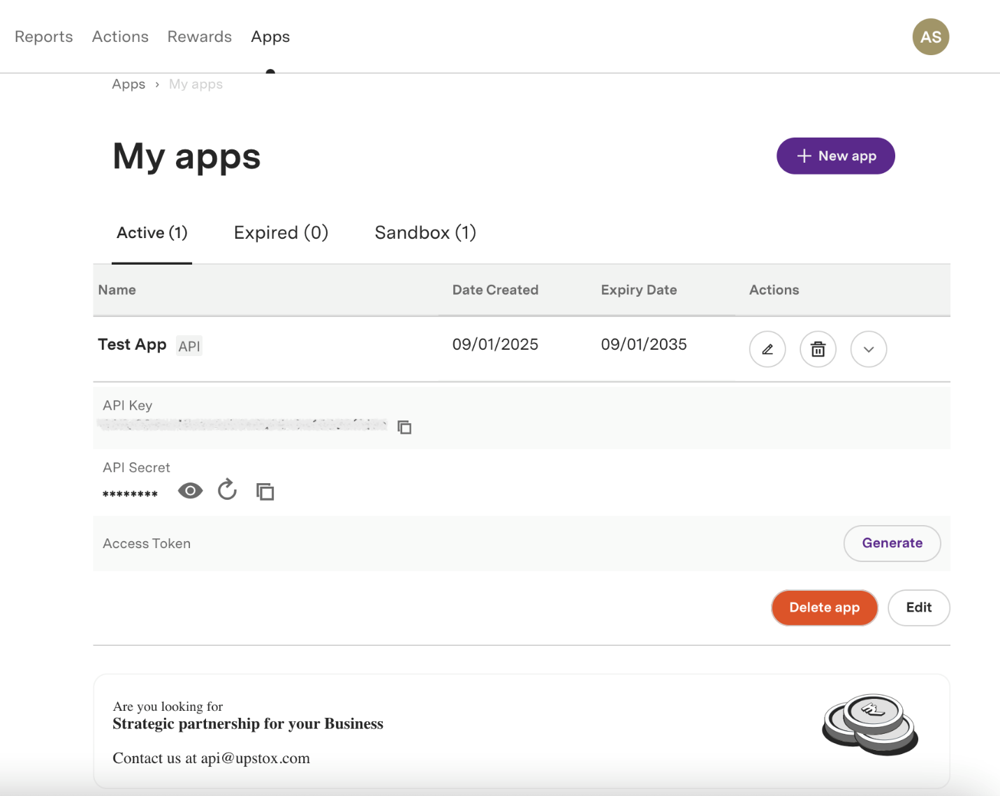 Reports Actions Rewards Apps AS
Apps › My apps
My apps
+ New app
Active (1) Expired (0) Sandbox (1)
Name Date Created Expiry Date Actions
Test App API 09/01/2025 09/01/2035
API Key
API Secret
********
Access Token Generate
Delete app Edit
Are you looking for
Strategic partnership for your Business
Contact us at api@upstox.com